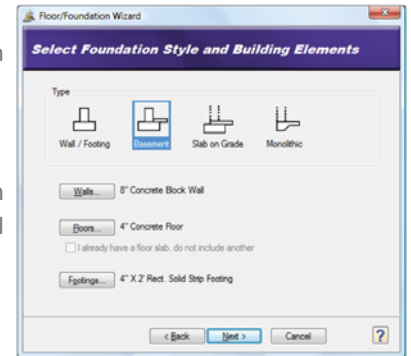 Floor/Foundation Wizard
Select Foundation Style and Building Elements
Type
Wall / Footing
Basement
Slab on Grade
Monolithic
Walls... 8" Concrete Block Wall
Floors... 4" Concrete Floor
I already have a floor slab, do not include another
Footings... 4" X 2' Rect. Solid Strip Footing
< Back Next > Cancel ?